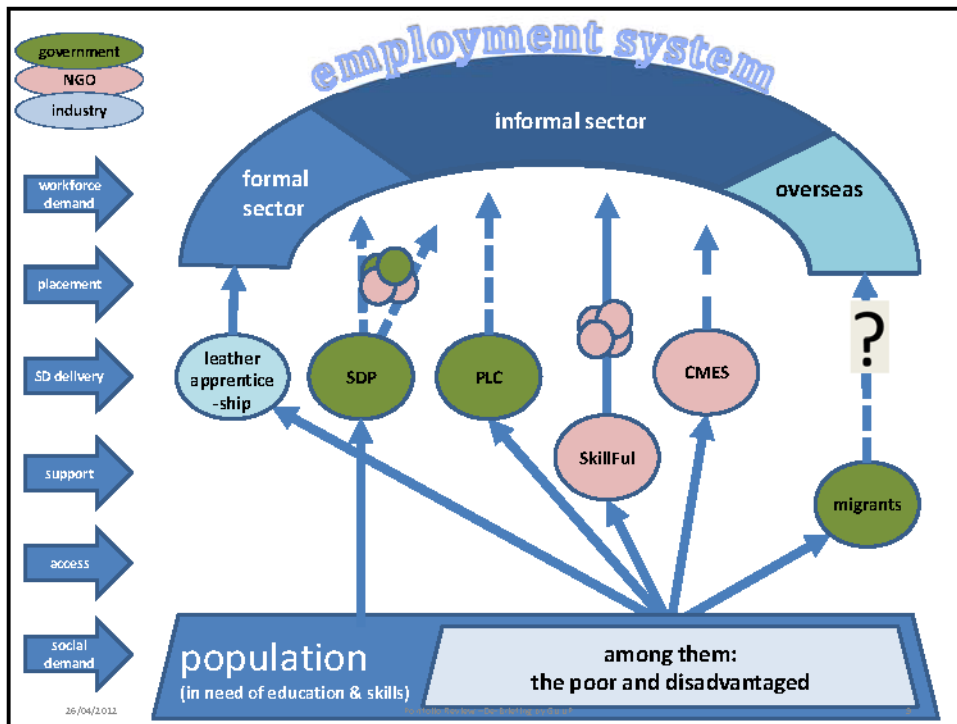 employment system
government
NGO
industry
informal sector
formal
sector
overseas
workforce
demand
placement
SD delivery
support
access
social
demand
leather
apprentice
-ship
SDP
PLC
SkillFul
CMES
?
migrants
population
(in need of education & skills)
among them:
the poor and disadvantaged
26/04/2012